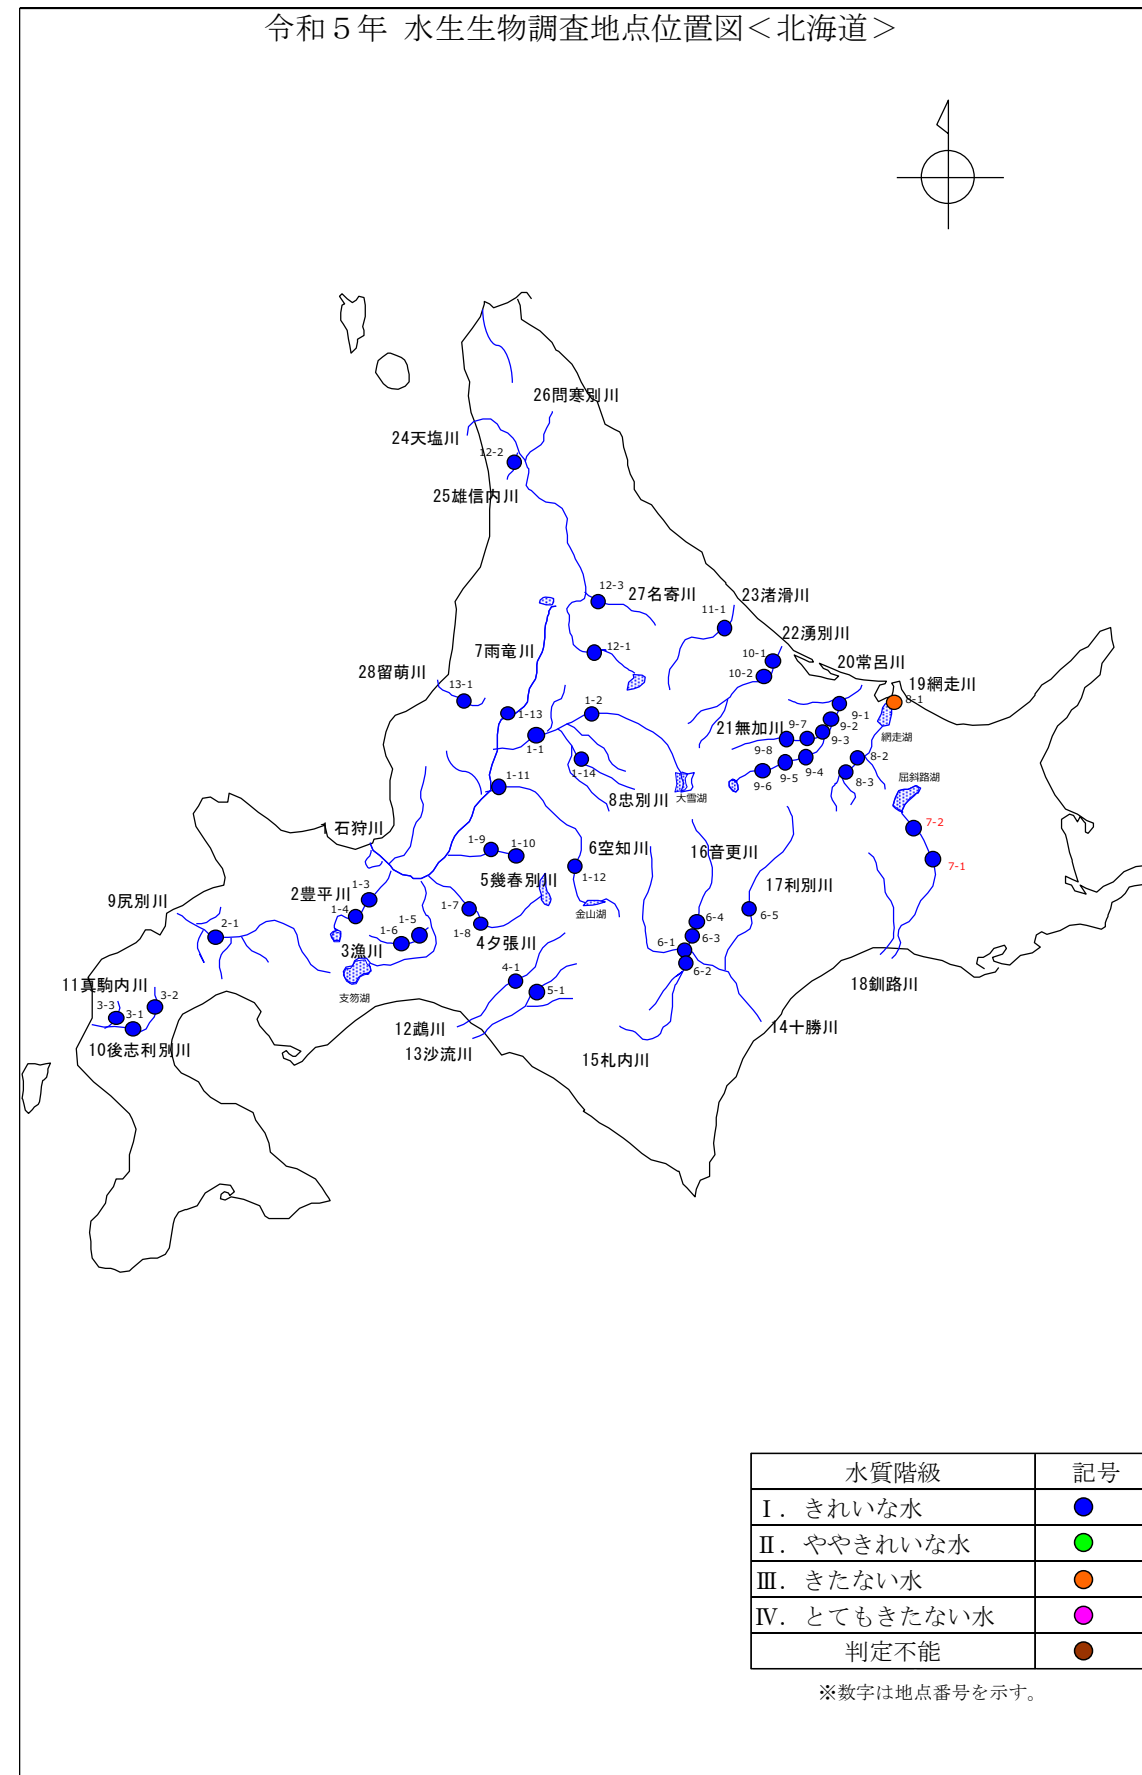 令和５年 水生生物調査地点位置図＜北海道＞
26問寒別川
24天塩川
12-2
25雄信内川
12-3
27名寄川
23渚滑川
11-1
22湧別川
7雨竜川
12-1
10-1
20常呂川
28留萌川
10-2
19網走川
13-1
8-1
1-2
1-13
21無加川
9-1
9-7
9-2
網走湖
1-1
9-8
9-3
8-2
1-14
9-5
9-4
屈斜路湖
9-6
8-3
1-11
8忠別川
大雪湖
1石狩川
7-2
1-9
1-10
6空知川
16音更川
7-1
1-12
5幾春別川
17利別川
2豊平川
1-3
9尻別川
1-4
1-7
金山湖
6-4
6-5
2-1
1-5
1-8
1-6
4夕張川
6-3
3漁川
6-1
6-2
4-1
18釧路川
11真駒内川
支笏湖
5-1
3-2
3-3
3-1
12鵡川
14十勝川
10後志利別川
13沙流川
15札内川
水質階級 記号
Ⅰ．きれいな水
Ⅱ．ややきれいな水
Ⅲ．きたない水
Ⅳ．とてもきたない水
判定不能
※数字は地点番号を示す。